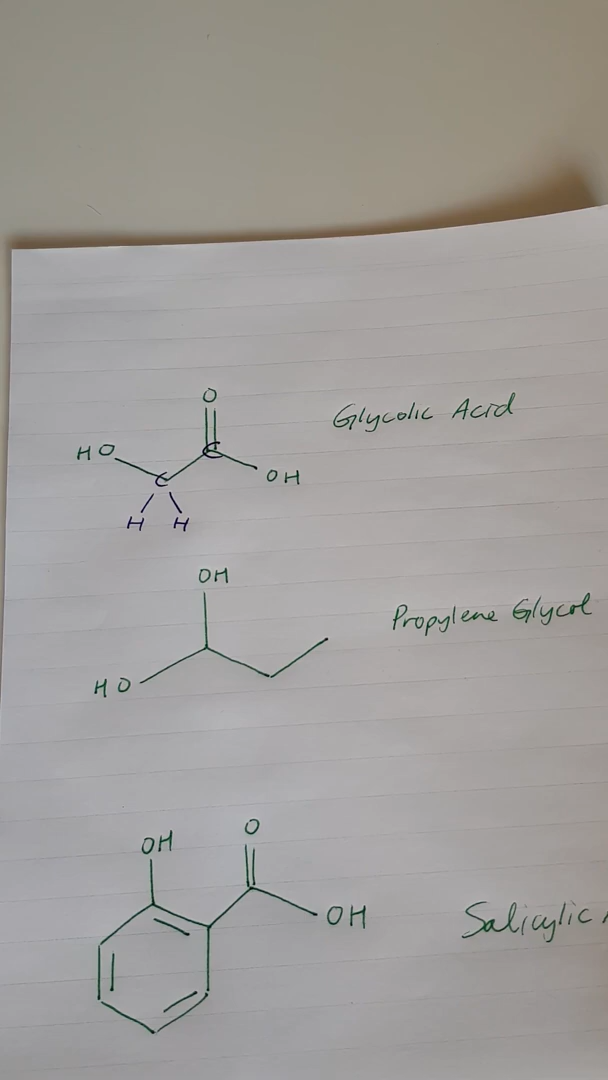 O
Glycolic Acid
HO
C
C
OH
H H
OH
Propylene Glycol
HO
O
OH
OH
Salicylic